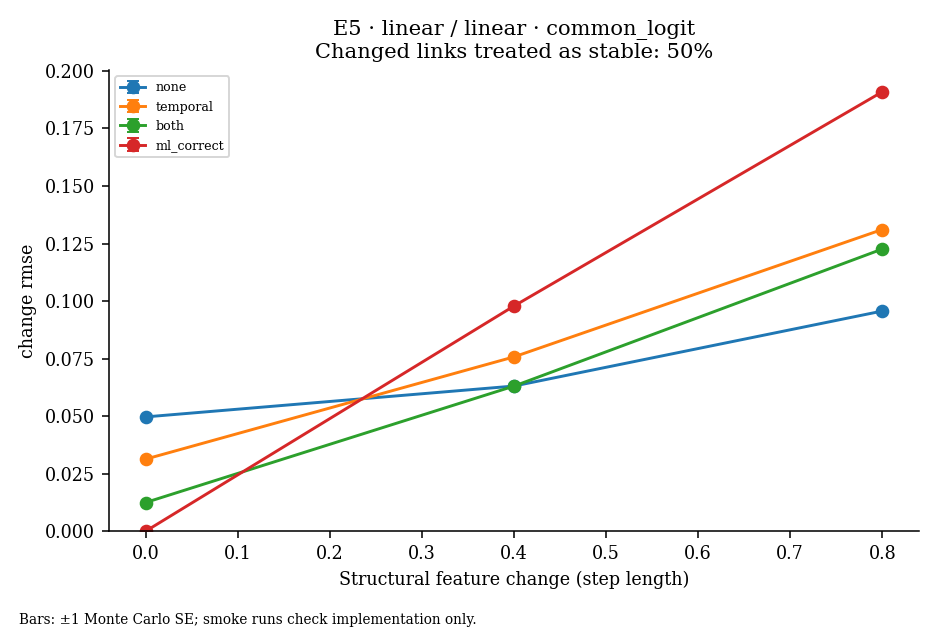 E5 · linear / linear · common_logit
Changed links treated as stable: 50%
none
temporal
both
ml_correct
change rmse
0.200
0.175
0.150
0.125
0.100
0.075
0.050
0.025
0.000
0.0 0.1 0.2 0.3 0.4 0.5 0.6 0.7 0.8
Structural feature change (step length)
Bars: ±1 Monte Carlo SE; smoke runs check implementation only.